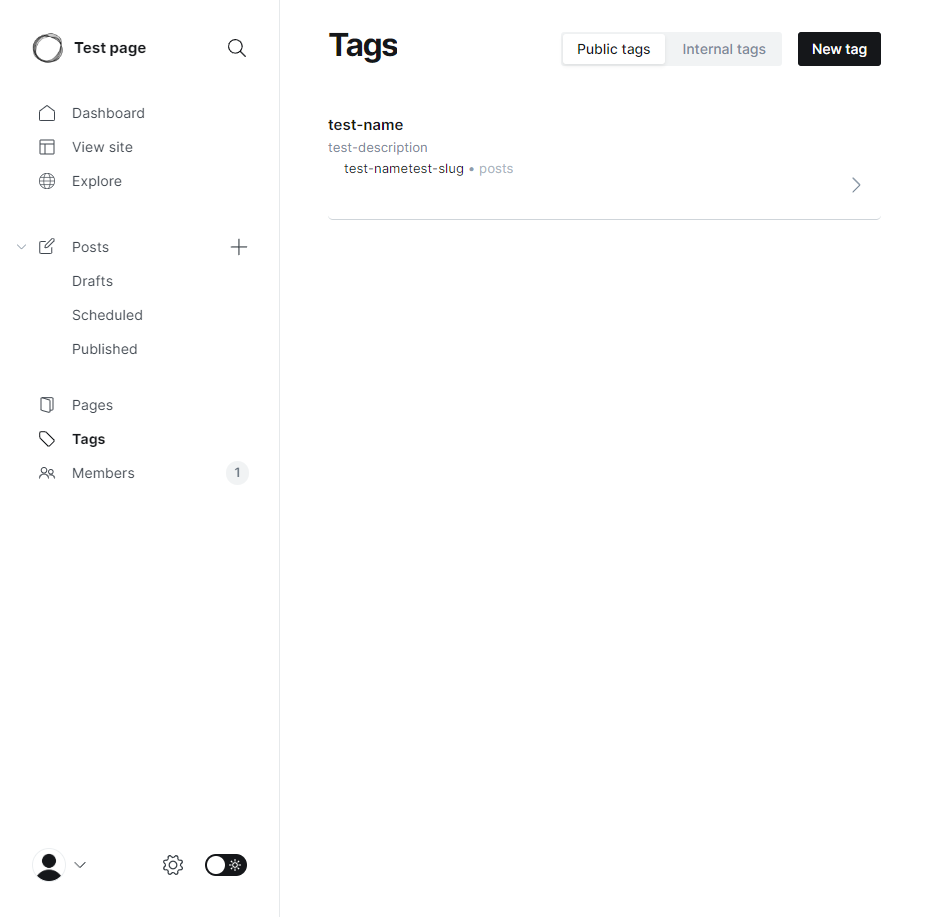 Test page
Dashboard
View site
Explore
Posts
Drafts
Scheduled
Published
Pages
Tags
Members 1
Tags
Public tags Internal tags New tag
test-name
test-description
test-nametest-slug • posts